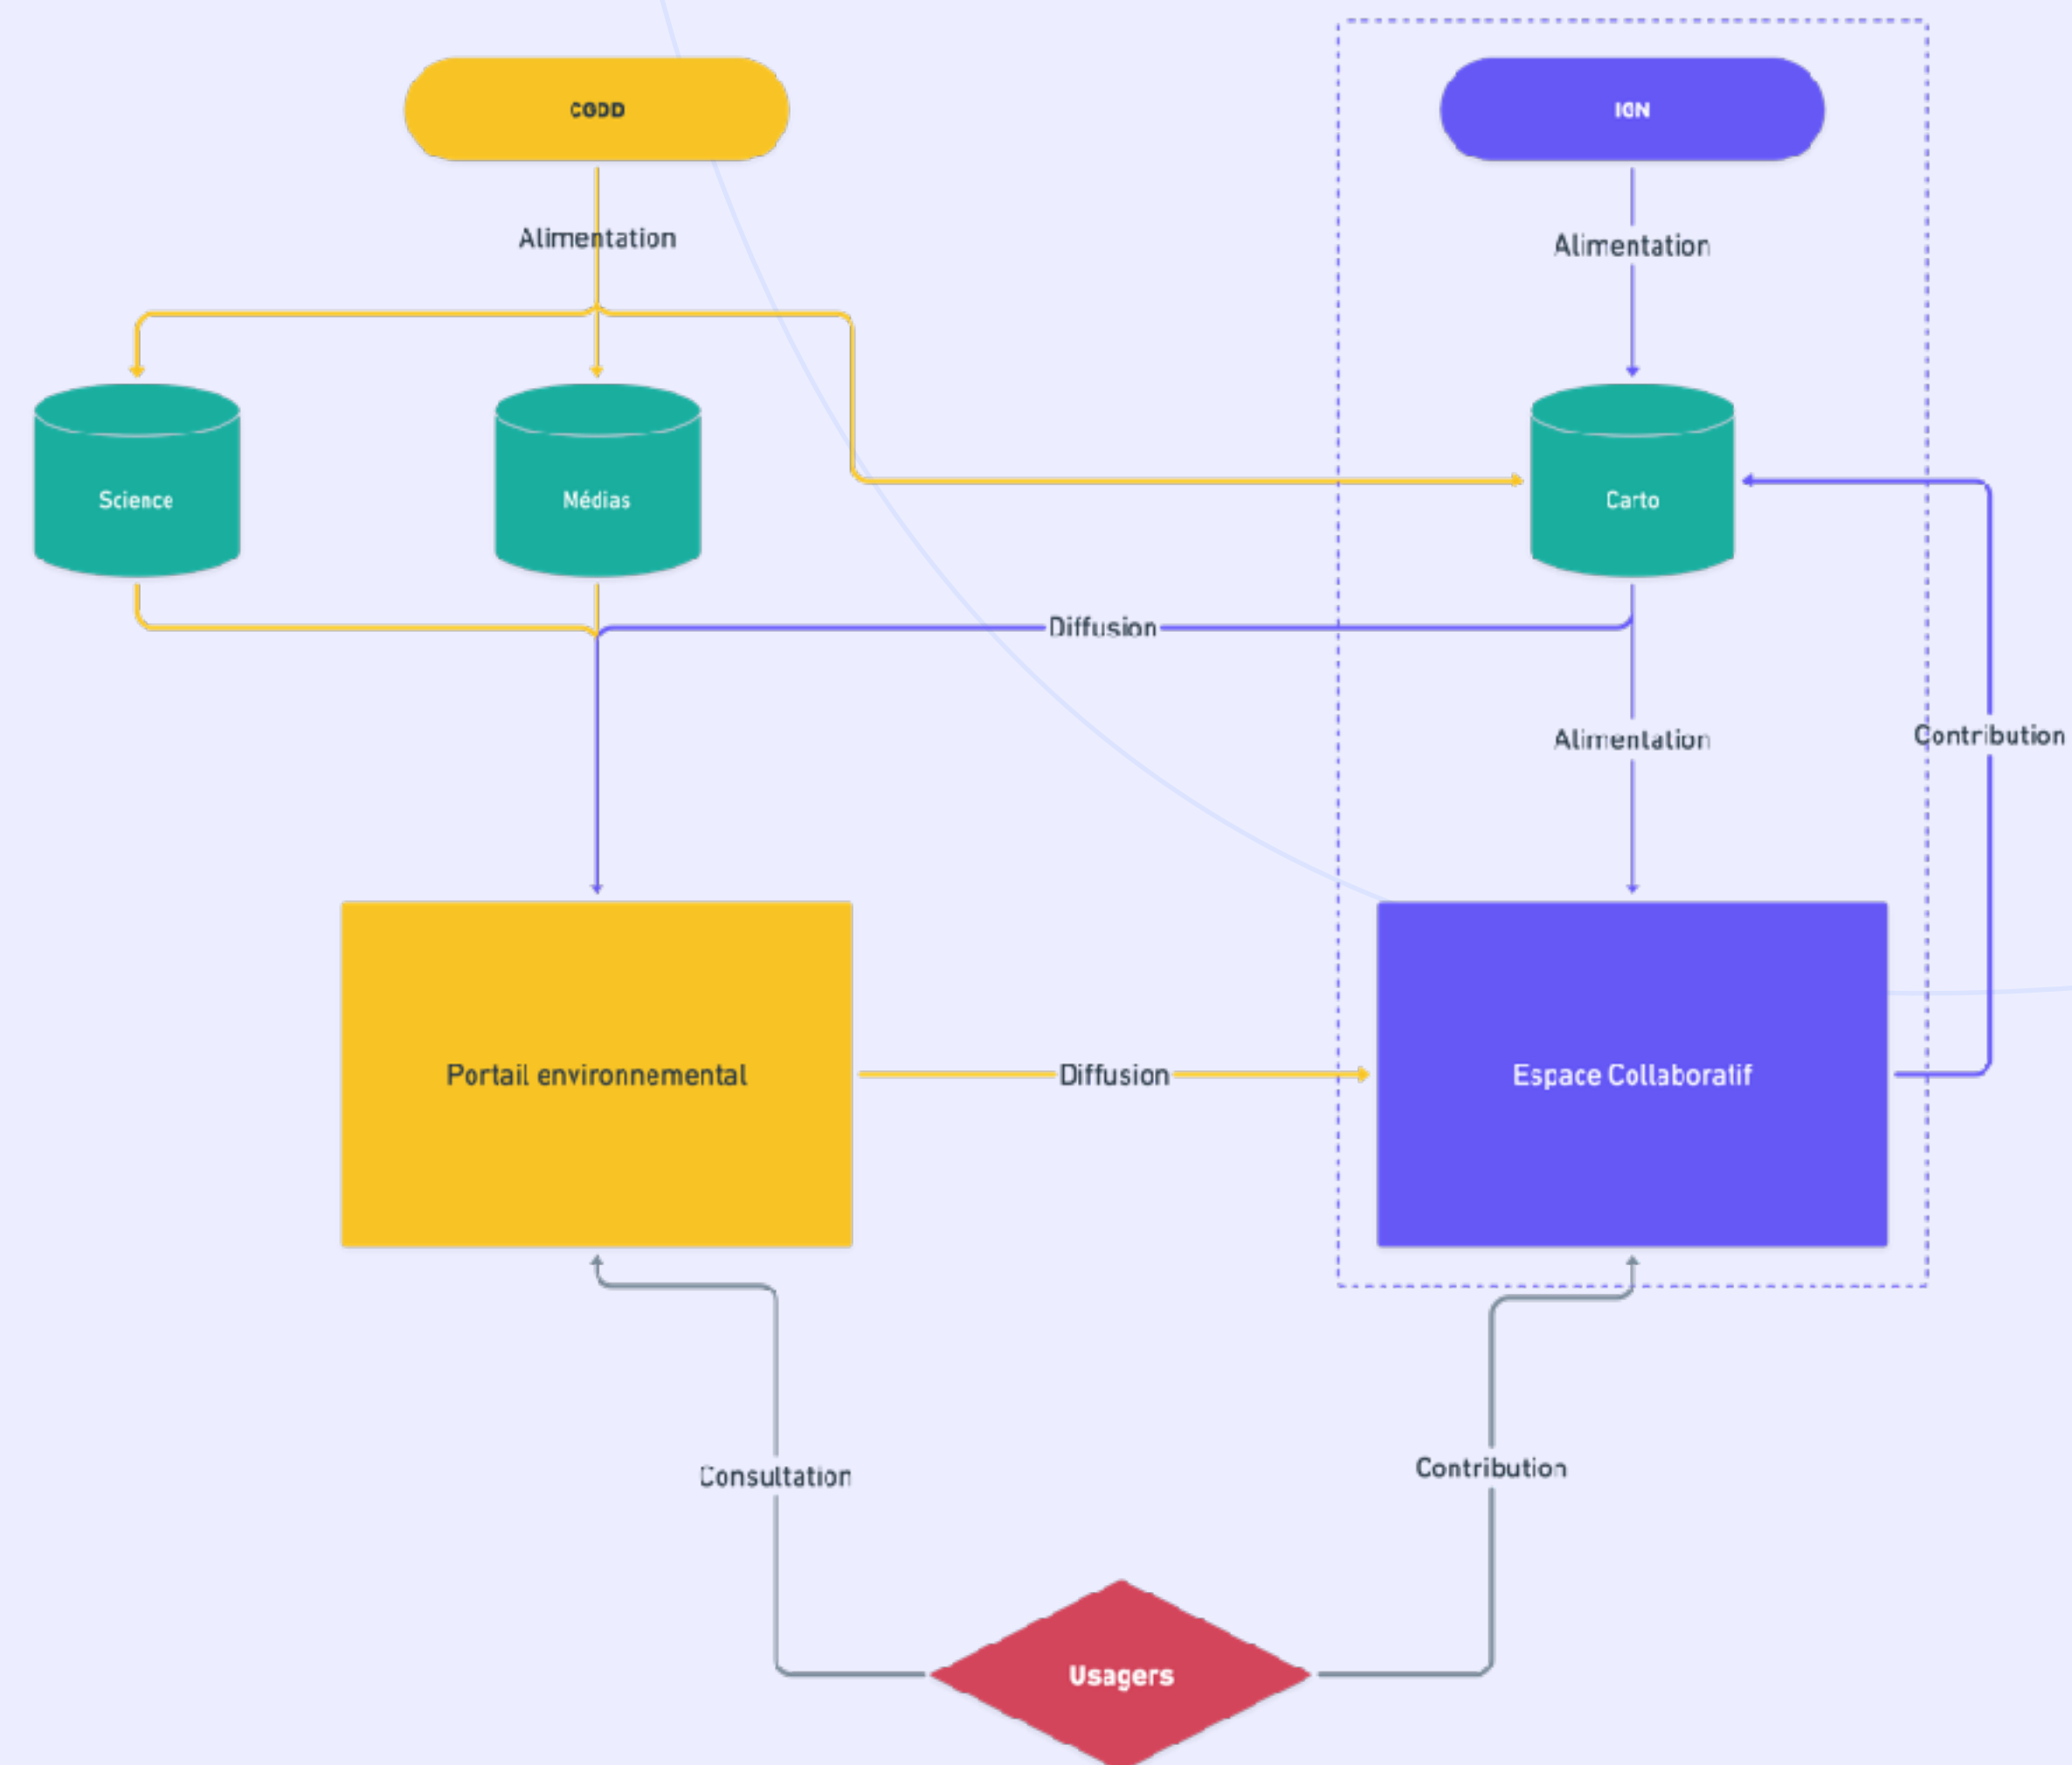 CGDD
IGN
Alimentation
Alimentation
Science
Médias
Carto
Diffusion
Alimentation
Contribution
Portail environnemental
Diffusion
Espace Collaboratif
Consultation
Contribution
Usagers